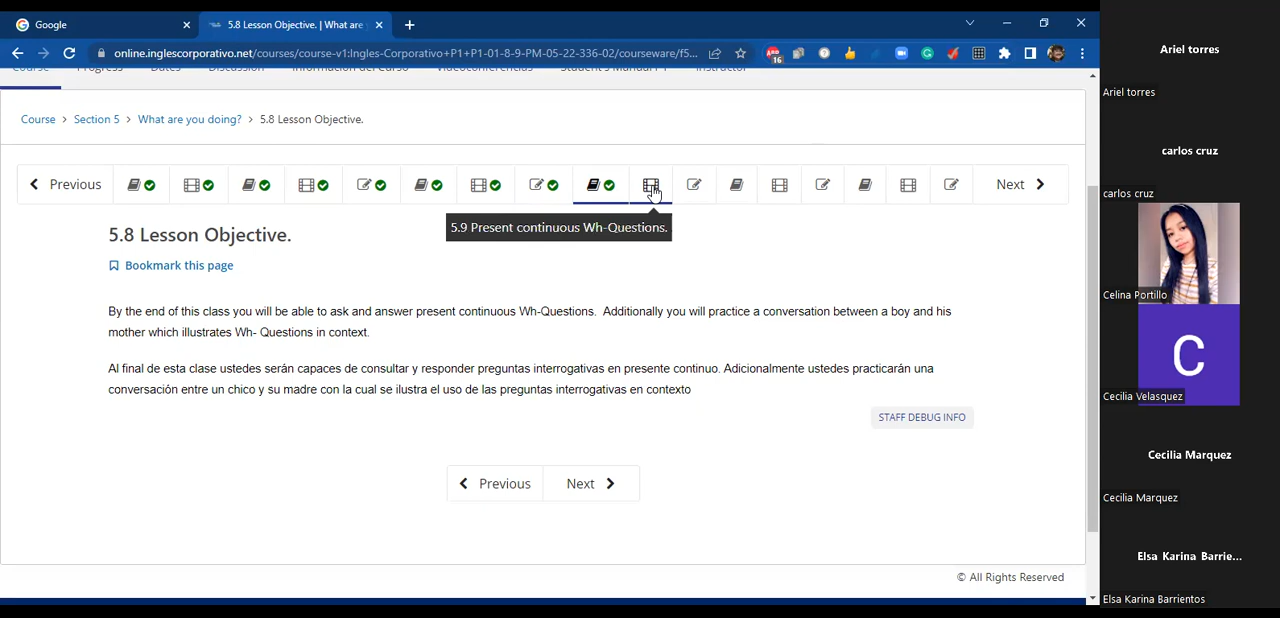 Google
5.8 Lesson Objective. | What are you
online.inglescorporativo.net/courses/course-v1:Ingles-Corporativo+P1+P1-01-8-9-PM-05-22-336-02/courseware/f5...
16
Course Progress Dates Discussion Información del Curso Videoconferencias Student's Manual P1 Instructor
Course > Section 5 > What are you doing? > 5.8 Lesson Objective.
Previous
Next
5.9 Present continuous Wh-Questions.
5.8 Lesson Objective.
Bookmark this page
By the end of this class you will be able to ask and answer present continuous Wh-Questions. Additionally you will practice a conversation between a boy and his
mother which illustrates Wh- Questions in context.
Al final de esta clase ustedes serán capaces de consultar y responder preguntas interrogativas en presente continuo. Adicionalmente ustedes practicarán una
conversación entre un chico y su madre con la cual se ilustra el uso de las preguntas interrogativas en contexto
STAFF DEBUG INFO
Previous Next
© All Rights Reserved
Ariel torres
Ariel torres
carlos cruz
carlos cruz
Celina Portillo
C
Cecilia Velasquez
Cecilia Marquez
Cecilia Marquez
Elsa Karina Barrie...
Elsa Karina Barrientos